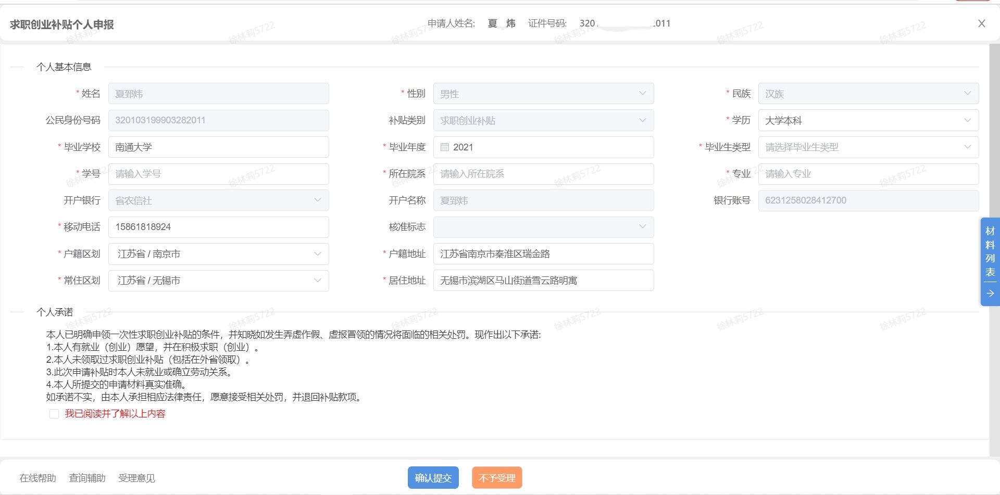 求职创业补贴个人申报
申请人姓名: 夏 炜 证件号码: 320 2011
个人基本信息
* 姓名 夏郅炜 * 性别 男性 * 民族 汉族
公民身份号码 320103199903282011 补贴类别 求职创业补贴 * 学历 大学本科
* 毕业学校 南通大学 * 毕业年度 2021 * 毕业生类型 请选择毕业生类型
* 学号 请输入学号 * 所在院系 请输入所在院系 * 专业 请输入专业
开户银行 省农信社 开户名称 夏郅炜 银行账号 6231258028412700
* 移动电话 15861818924 核准标志
* 户籍区划 江苏省 / 南京市 * 户籍地址 江苏省南京市秦淮区瑞金路
* 常住区划 江苏省 / 无锡市 * 居住地址 无锡市滨湖区马山街道雪云路明寓
材料列表
个人承诺
本人已明确申领一次性求职创业补贴的条件，并知晓如发生弄虚作假、虚报冒领的情况将面临的相关处罚。现作出以下承诺:
1.本人有就业（创业）愿望，并在积极求职（创业）。
2.本人未领取过求职创业补贴（包括在外省领取）。
3.此次申请补贴时本人未就业或确立劳动关系。
4.本人所提交的申请材料真实准确。
如承诺不实，由本人承担相应法律责任，愿意接受相关处罚，并退回补贴款项。
我已阅读并了解以上内容
在线帮助 查询辅助 受理意见 确认提交 不予受理
徐林莉5722